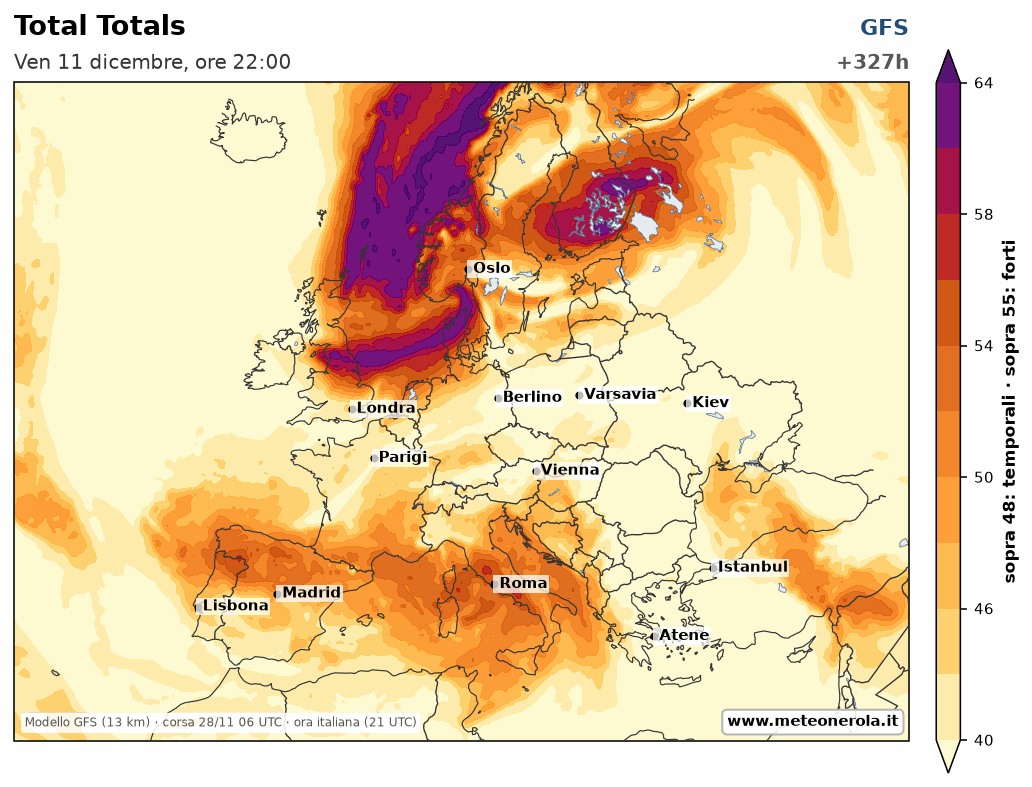 Total Totals
GFS
Ven 11 dicembre, ore 22:00
+327h
64
58
54
50
46
40
sopra 48: temporali · sopra 55: forti
Oslo
Londra
Berlino
Varsavia
Kiev
Parigi
Vienna
Istanbul
Roma
Madrid
Lisbona
Atene
Modello GFS (13 km) · corsa 28/11 06 UTC · ora italiana (21 UTC)
www.meteonerola.it